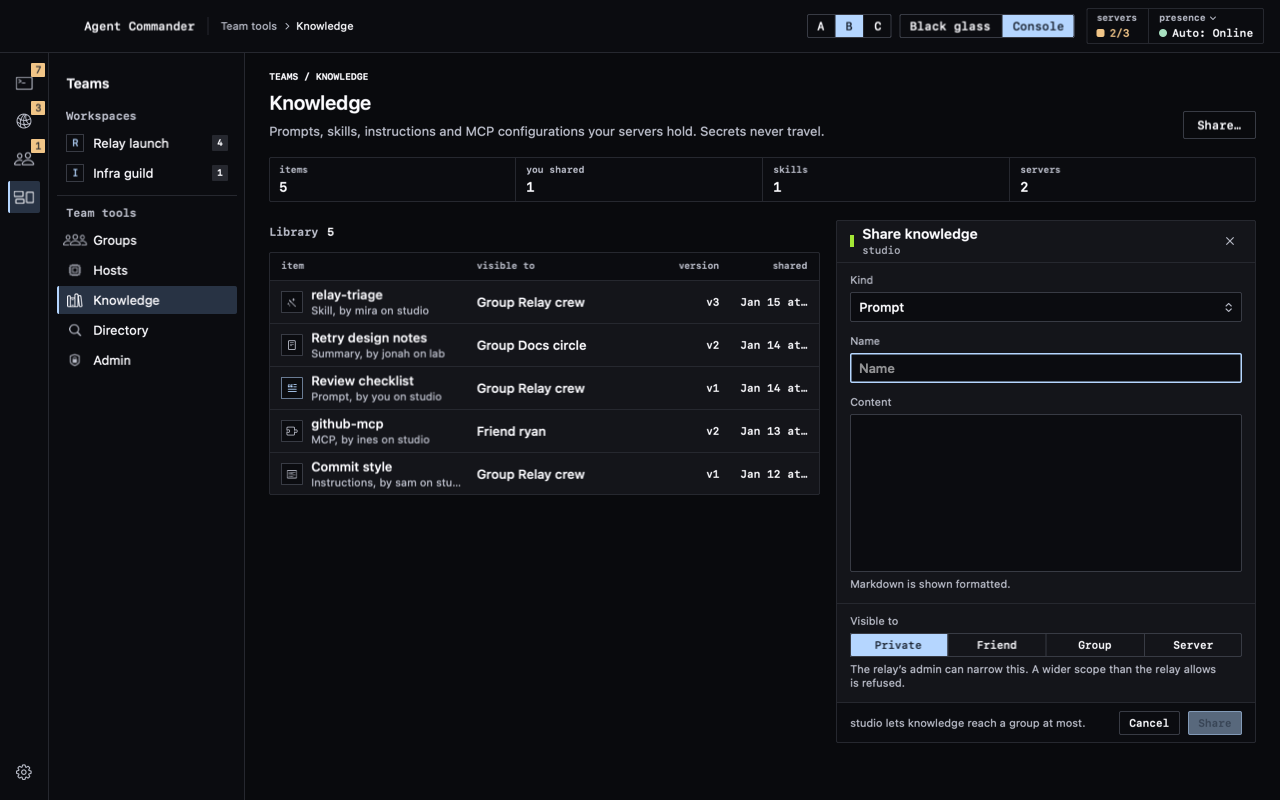 Agent Commander
Team tools > Knowledge
A B C
Black glass Console
servers
2/3
presence
Auto: Online
7
3
1
Teams
Workspaces
R Relay launch 4
I Infra guild 1
Team tools
Groups
Hosts
Knowledge
Directory
Admin
TEAMS / KNOWLEDGE
Knowledge
Prompts, skills, instructions and MCP configurations your servers hold. Secrets never travel.
Share…
items
5
you shared
1
skills
1
servers
2
Library 5
item visible to version shared
relay-triage
Skill, by mira on studio
Group Relay crew v3 Jan 15 at…
Retry design notes
Summary, by jonah on lab
Group Docs circle v2 Jan 14 at…
Review checklist
Prompt, by you on studio
Group Relay crew v1 Jan 14 at…
github-mcp
MCP, by ines on studio
Friend ryan v2 Jan 13 at…
Commit style
Instructions, by sam on stu…
Group Relay crew v1 Jan 12 at…
Share knowledge
studio
Kind
Prompt
Name
Name
Content
Markdown is shown formatted.
Visible to
Private Friend Group Server
The relay’s admin can narrow this. A wider scope than the relay allows
is refused.
studio lets knowledge reach a group at most.
Cancel Share